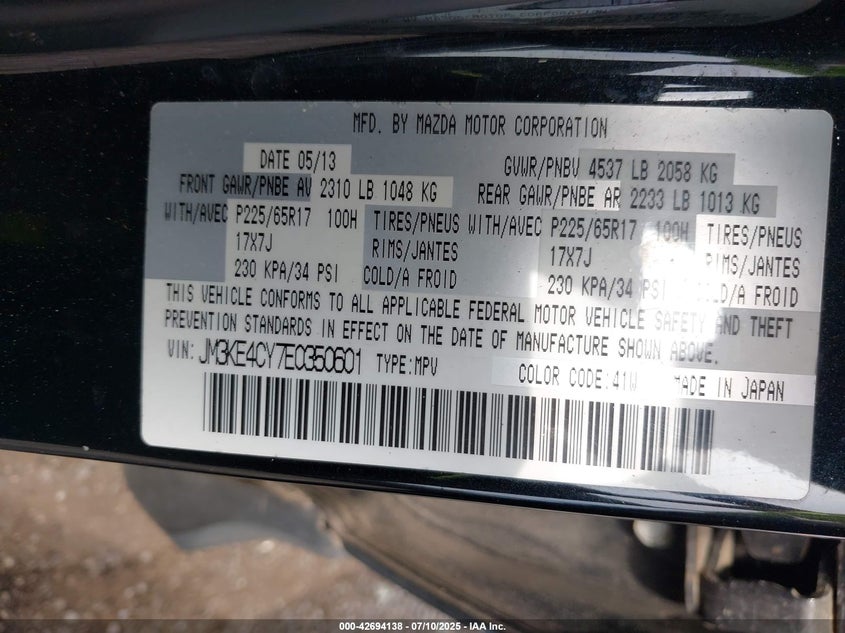 MFD. BY MAZDA MOTOR CORPORATION
DATE 05/13 GVWR/PNBV 4537 LB 2058 KG
FRONT GAWR/PNBE AV 2310 LB 1048 KG REAR GAWR/PNBE AR 2233 LB 1013 KG
WITH/AVEC P225/65R17 100H TIRES/PNEUS WITH/AVEC P225/65R17 100H TIRES/PNEUS
17X7J RIMS/JANTES 17X7J RIMS/JANTES
230 KPA/34 PSI COLD/A FROID 230 KPA/34 PSI COLD/A FROID
THIS VEHICLE CONFORMS TO ALL APPLICABLE FEDERAL MOTOR VEHICLE SAFETY AND THEFT
PREVENTION STANDARDS IN EFFECT ON THE DATE OF MANUFACTURE SHOWN ABOVE.
VIN: JM3KE4CY7E0350601 TYPE:MPV
COLOR CODE:41W MADE IN JAPAN
000-42694138 - 07/10/2025 - IAA Inc.